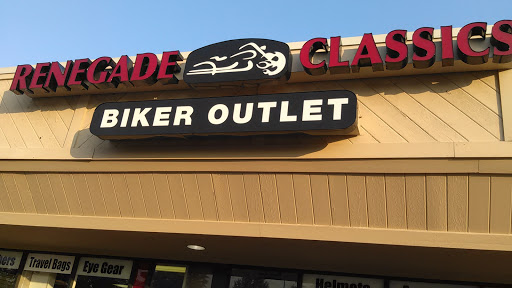 RENEGADE CLASSICS
BIKER OUTLET
Travel Bags
Eye Gear
Helmets